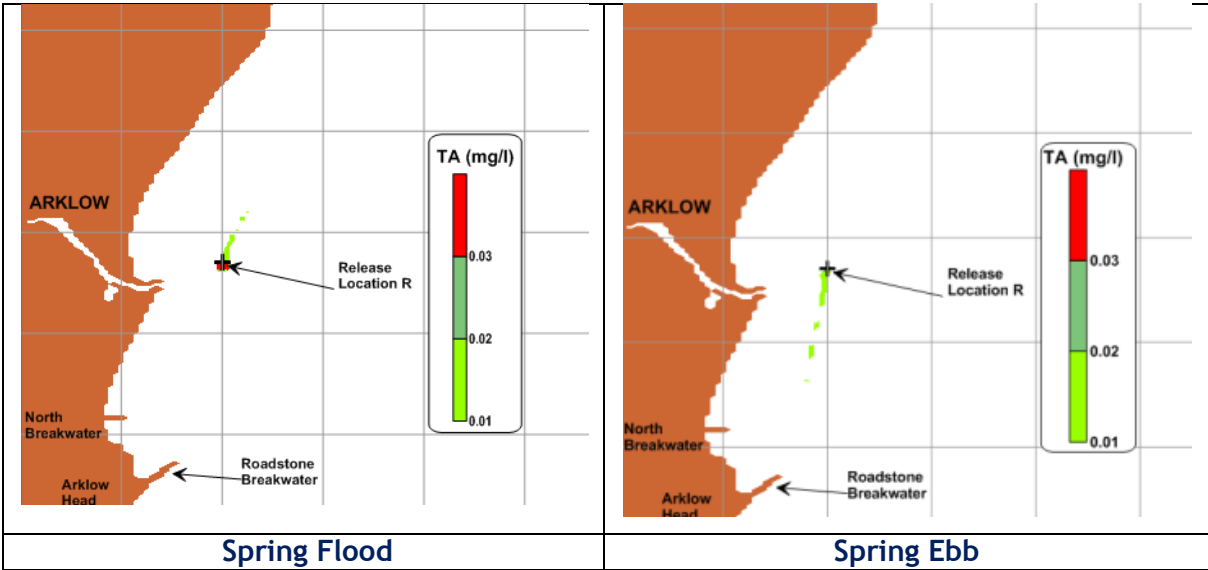 TA (mg/l)
ARKLOW
0.03
Release
Location R
0.02
0.01
North
Breakwater
Roadstone
Breakwater
Arklow
Head
Spring Flood
TA (mg/l)
ARKLOW
0.03
Release
Location R
0.02
0.01
North
Breakwater
Roadstone
Breakwater
Arklow
Head
Spring Ebb